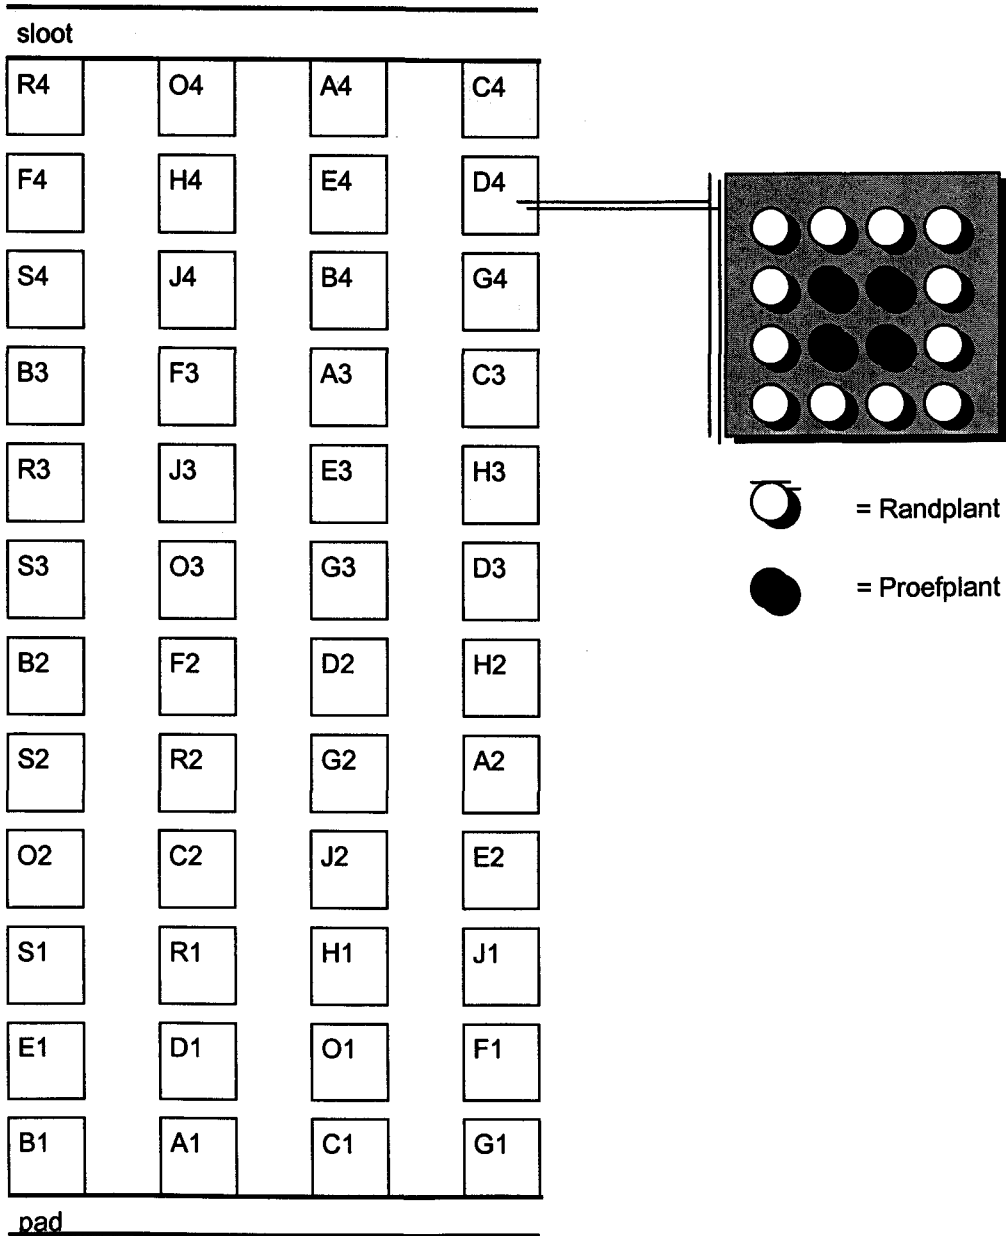 sloot
R4 O4 A4 C4
F4 H4 E4 D4
S4 J4 B4 G4
B3 F3 A3 C3
R3 J3 E3 H3
= Randplant
S3 O3 G3 D3
= Proefplant
B2 F2 D2 H2
S2 R2 G2 A2
O2 C2 J2 E2
S1 R1 H1 J1
E1 D1 O1 F1
B1 A1 C1 G1
pad